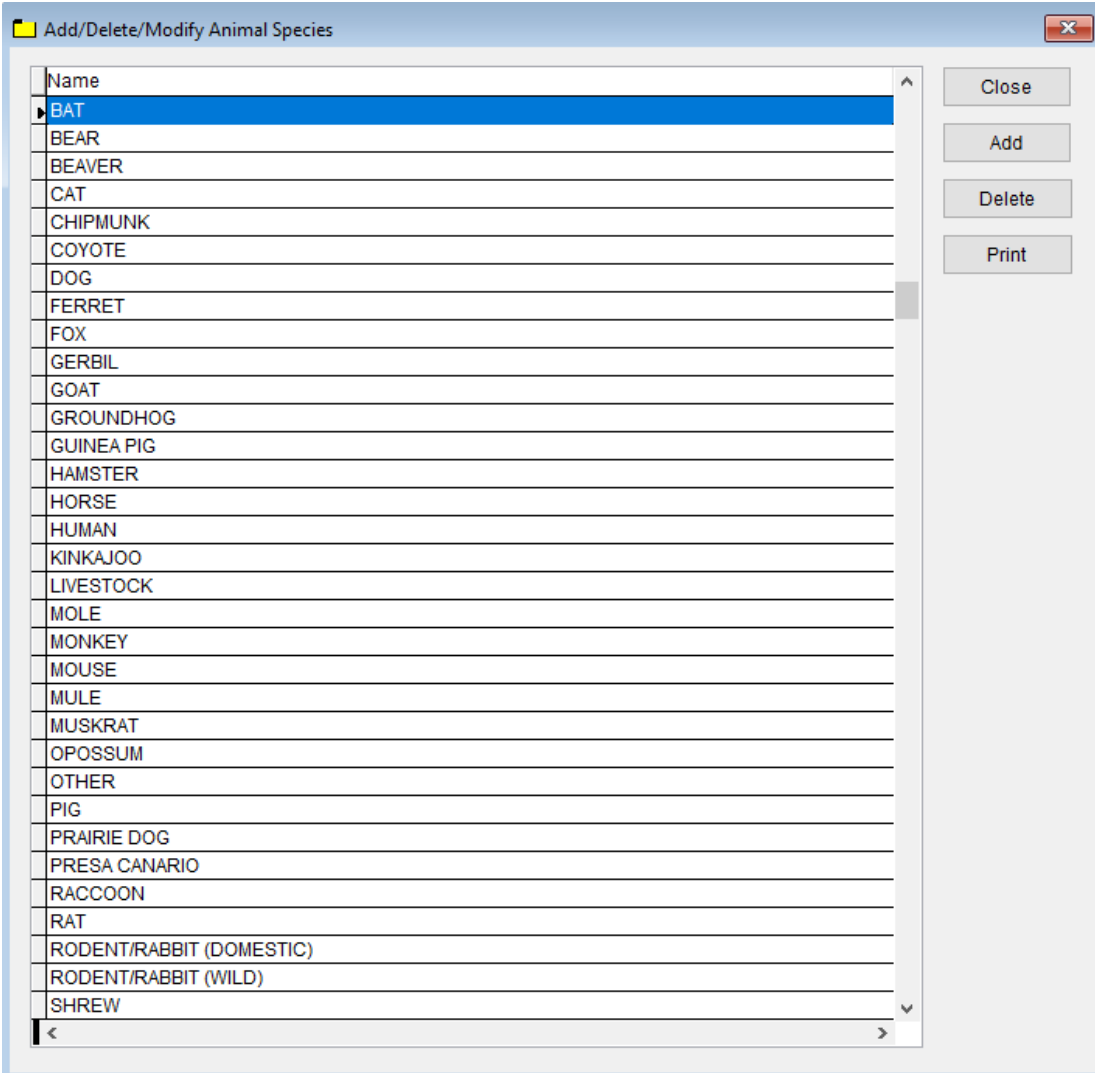 Add/Delete/Modify Animal Species
Name
Close
BAT
BEAR
Add
BEAVER
CAT
Delete
CHIPMUNK
COYOTE
Print
DOG
FERRET
FOX
GERBIL
GOAT
GROUNDHOG
GUINEA PIG
HAMSTER
HORSE
HUMAN
KINKAJOO
LIVESTOCK
MOLE
MONKEY
MOUSE
MULE
MUSKRAT
OPOSSUM
OTHER
PIG
PRAIRIE DOG
PRESA CANARIO
RACCOON
RAT
RODENT/RABBIT (DOMESTIC)
RODENT/RABBIT (WILD)
SHREW